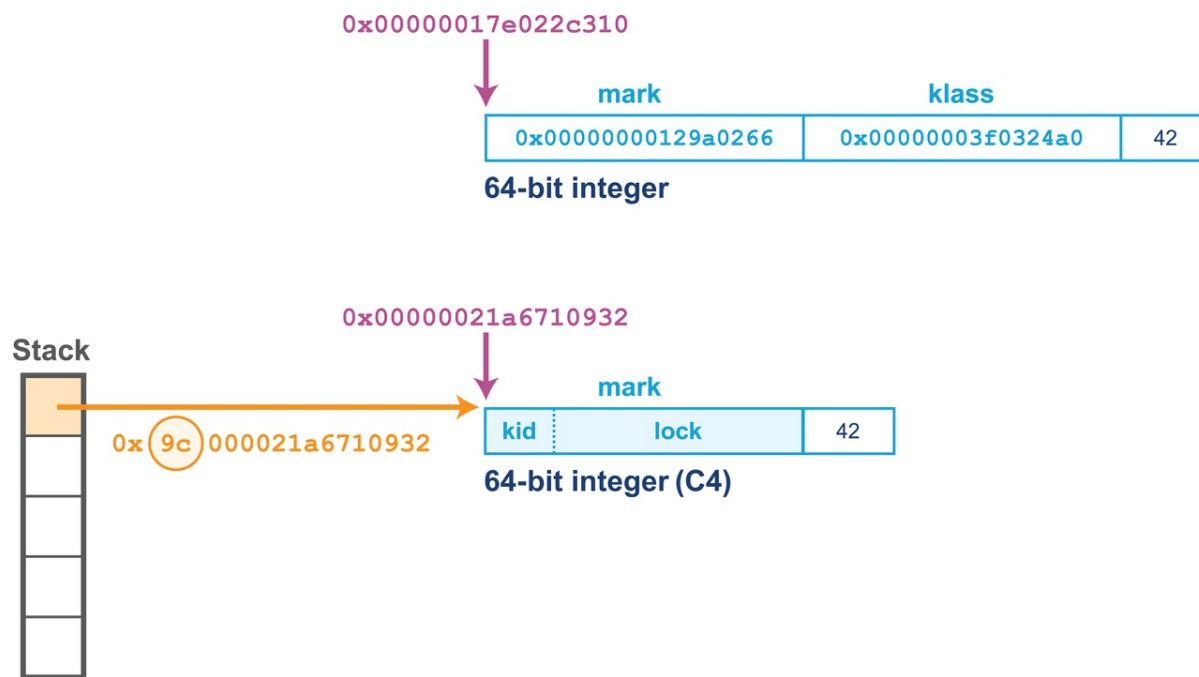 0x00000017e022c310
mark klass
0x00000000129a0266 0x00000003f0324a0 42
64-bit integer
0x00000021a6710932
Stack
mark
kid lock 42
0x 9c 000021a6710932
64-bit integer (C4)